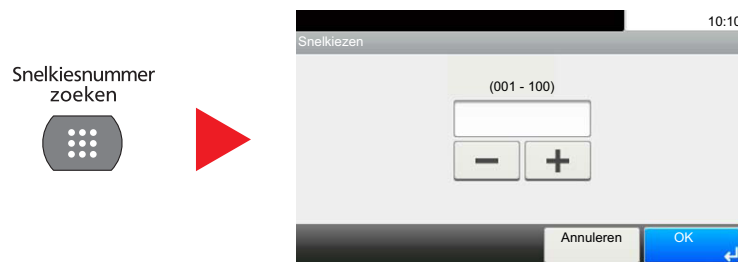 Snelkiesnummer
zoeken
10:10
Snelkiezen
(001 - 100)
Annuleren
OK